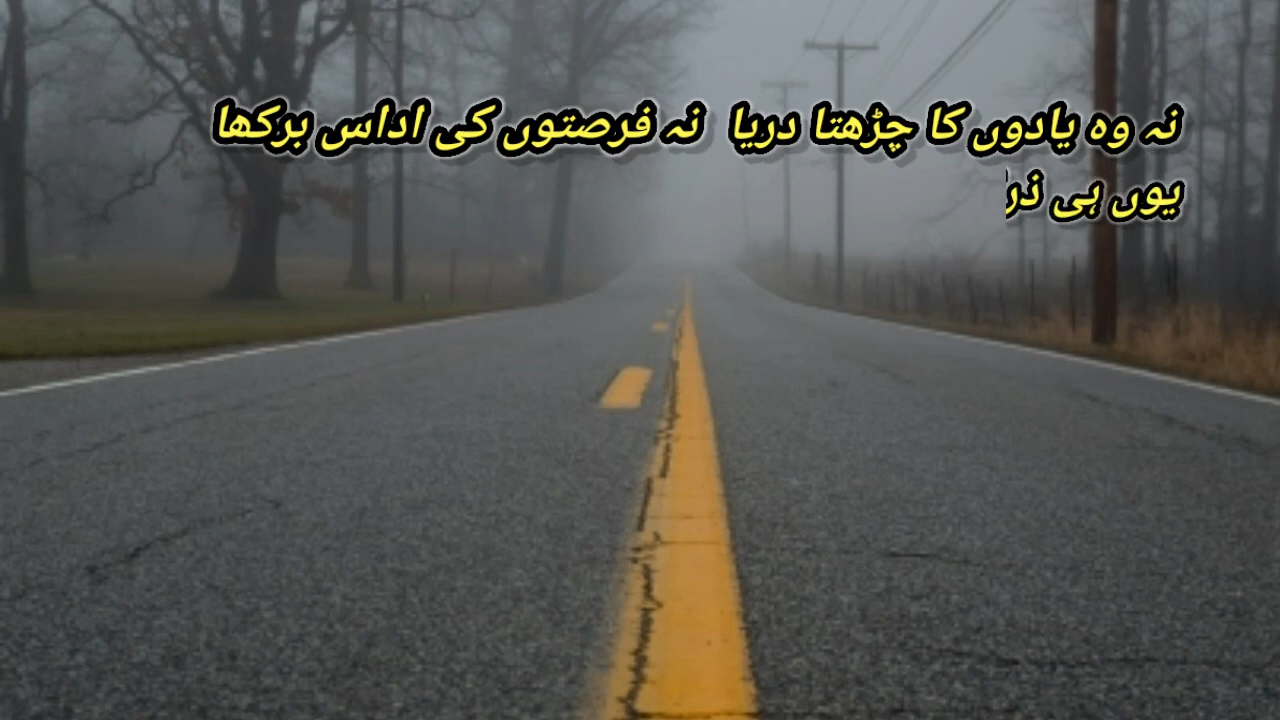 نہ وہ یادوں کا چڑھتا دریا نہ فرصتوں کی اداس برکھا
یوں ہی